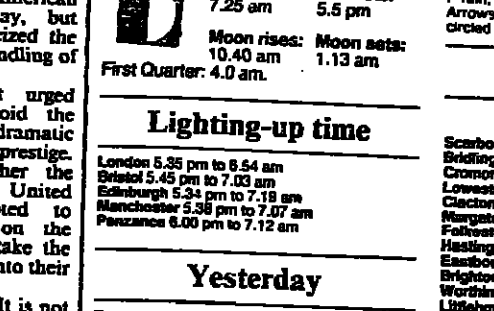 merican
ay, but
ized the
ndling of
t urged
oid the
dramatic
prestige.
her the
United
ted to
on the
take the
nto their
It is not
7.25 am
5.5 pm
Moon rises:
Moon sets:
10.40 am
1.13 am
First Quarter: 4.0 am.
Lighting-up time
London 5.35 pm to 6.54 am
Bristol 5.45 pm to 7.03 am
Edinburgh 5.34 pm to 7.19 am
Manchester 5.38 pm to 7.07 am
Penzance 6.00 pm to 7.12 am
Yesterday
Arrows
circled
Scarbo
Bridling
Cromer
Lowest
Clacton
Margate
Folkest
Hasting
Eastbou
Brighton
Worthin
Littleha